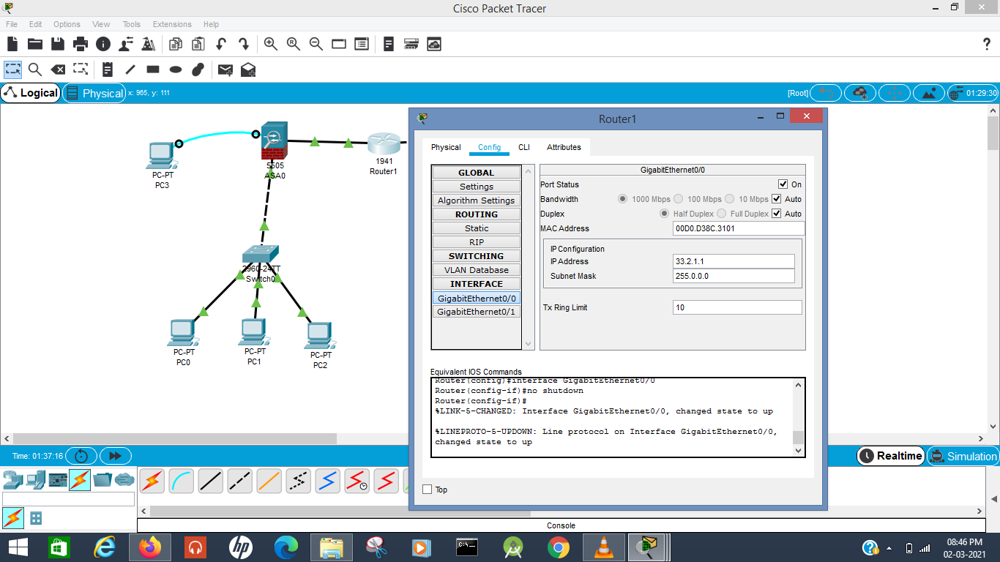 Cisco Packet Tracer
File Edit Options View Tools Extensions Help
Logical Physical x: 965, y: 111 [Root] 01:29:30
PC-PT
PC3
5505
ASA0
1941
Router1
2960-24TT
Switch0
PC-PT
PC0
PC-PT
PC1
PC-PT
PC2
Router1
Physical Config CLI Attributes
GLOBAL
Settings
Algorithm Settings
ROUTING
Static
RIP
SWITCHING
VLAN Database
INTERFACE
GigabitEthernet0/0
GigabitEthernet0/1
GigabitEthernet0/0
Port Status On
Bandwidth 1000 Mbps 100 Mbps 10 Mbps Auto
Duplex Half Duplex Full Duplex Auto
MAC Address 00D0.D38C.3101
IP Configuration
IP Address 33.2.1.1
Subnet Mask 255.0.0.0
Tx Ring Limit 10
Equivalent IOS Commands
Router(config)#interface GigabitEthernet0/0
Router(config-if)#no shutdown
Router(config-if)#
%LINK-5-CHANGED: Interface GigabitEthernet0/0, changed state to up
%LINEPROTO-5-UPDOWN: Line protocol on Interface GigabitEthernet0/0,
changed state to up
Top
Time: 01:37:16 Realtime Simulation
Console
08:46 PM
02-03-2021